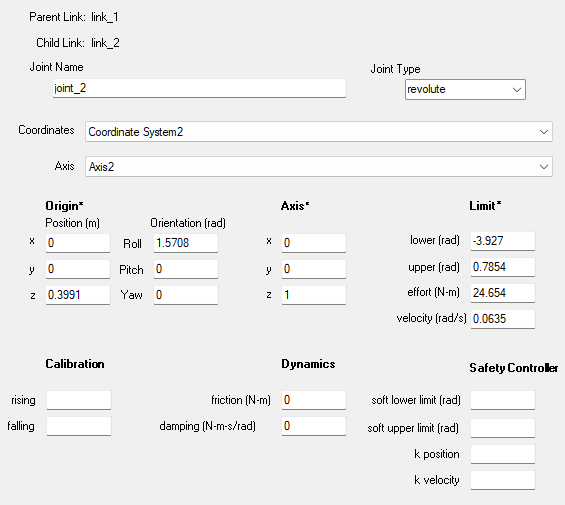 Parent Link: link_1
Child Link: link_2
Joint Name
Joint Type
joint_2
revolute
Coordinates
Coordinate System2
Axis
Axis2
Origin*
Axis*
Limit*
Position (m)
Orientation (rad)
x 0 Roll 1.5708 x 0 lower (rad) -3.927
y 0 Pitch 0 y 0 upper (rad) 0.7854
z 0.3991 Yaw 0 z 1 effort (N-m) 24.654
velocity (rad/s) 0.0635
Calibration
Dynamics
Safety Controller
rising friction (N-m) 0 soft lower limit (rad)
falling damping (N-m-s/rad) 0 soft upper limit (rad)
k position
k velocity